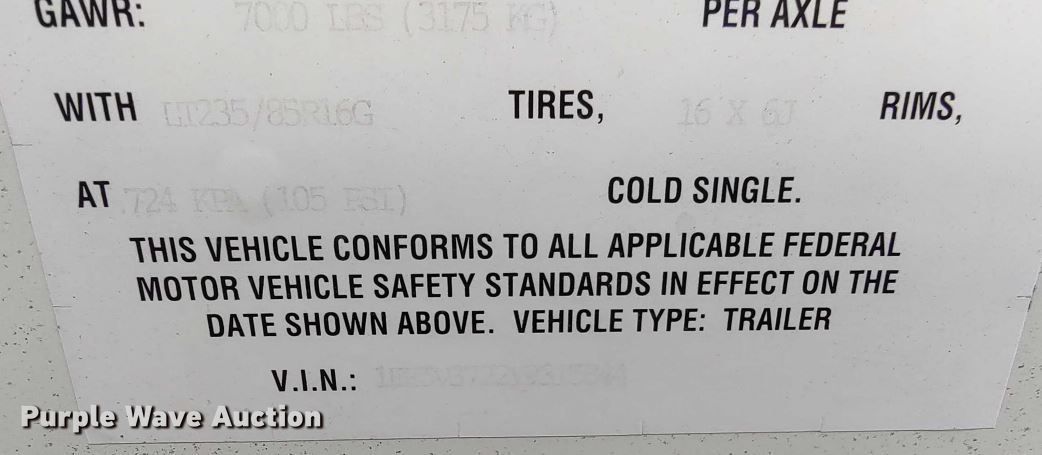 GAWR: 7000 LBS (3175 KG) PER AXLE
WITH LT235/85R16G TIRES, 16 X 6J RIMS,
AT 724 KPA (105 PSI) COLD SINGLE.
THIS VEHICLE CONFORMS TO ALL APPLICABLE FEDERAL
MOTOR VEHICLE SAFETY STANDARDS IN EFFECT ON THE
DATE SHOWN ABOVE. VEHICLE TYPE: TRAILER
V.I.N.:
Purple Wave Auction